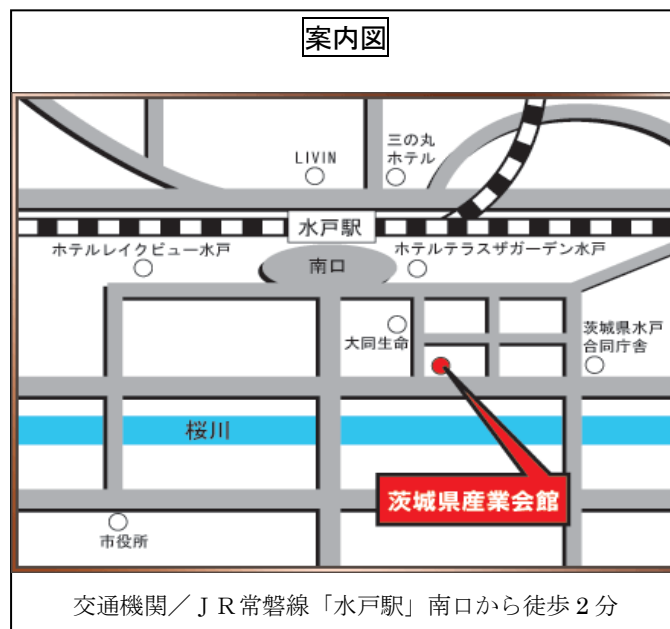 案内図
LIVIN
三の丸
ホテル
水戸駅
ホテルレイクビュー水戸
南口
ホテルテラスザガーデン水戸
大同生命
茨城県水戸
合同庁舎
桜川
茨城県産業会館
市役所
交通機関／ＪＲ常磐線「水戸駅」南口から徒歩２分